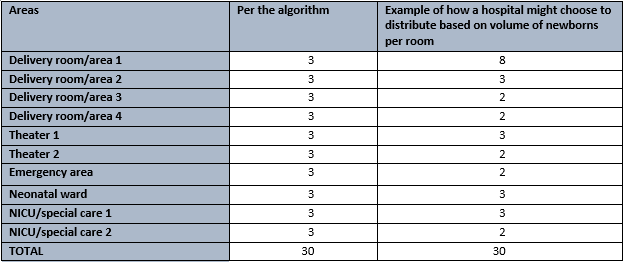 Areas Per the algorithm Example of how a hospital might choose to
distribute based on volume of newborns
per room
Delivery room/area 1 3 8
Delivery room/area 2 3 3
Delivery room/area 3 3 2
Delivery room/area 4 3 2
Theater 1 3 3
Theater 2 3 2
Emergency area 3 2
Neonatal ward 3 3
NICU/special care 1 3 3
NICU/special care 2 3 2
TOTAL 30 30